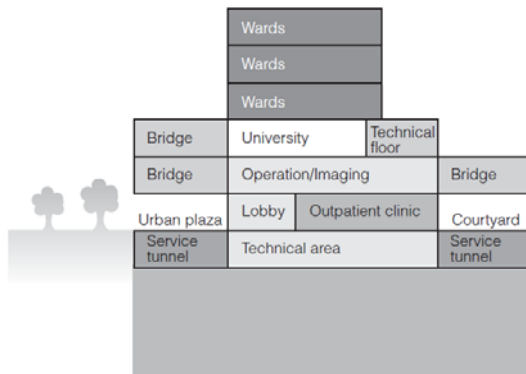 Wards
Wards
Wards
Bridge
University
Technical
floor
Bridge
Operation/Imaging
Bridge
Urban plaza
Lobby
Outpatient clinic
Courtyard
Service
tunnel
Technical area
Service
tunnel